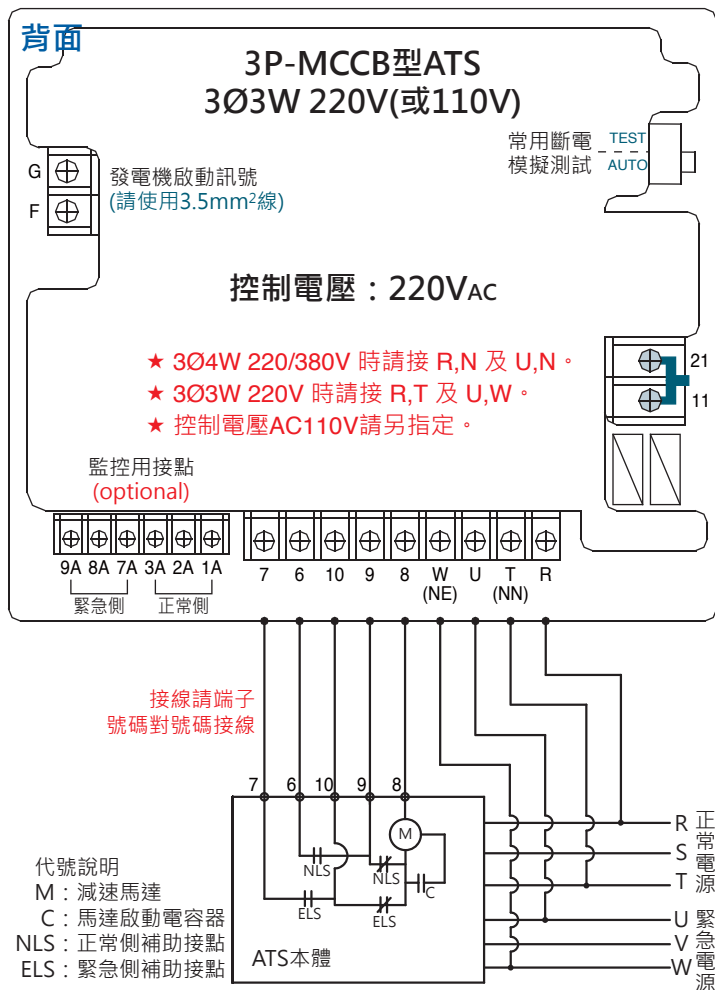 背面
3P-MCCB型ATS
3Ø3W 220V(或110V)
常用斷電
模擬測試
TEST
AUTO
G
F
發電機啟動訊號
(請使用3.5mm²線)
控制電壓：220VAC
★ 3Ø4W 220/380V 時請接 R,N 及 U,N。
★ 3Ø3W 220V 時請接 R,T 及 U,W。
★ 控制電壓AC110V請另指定。
21
11
監控用接點
(optional)
9A 8A 7A 3A 2A 1A
緊急側 正常側
7 6 10 9 8 W U T R
(NE) (NN)
接線請端子
號碼對號碼接線
7 6 10 9 8
M
NLS
NLS
C
ELS
ELS
ATS本體
R
S
T
正常電源
U
V
W
緊急電源
代號說明
M：減速馬達
C：馬達啟動電容器
NLS：正常側補助接點
ELS：緊急側補助接點